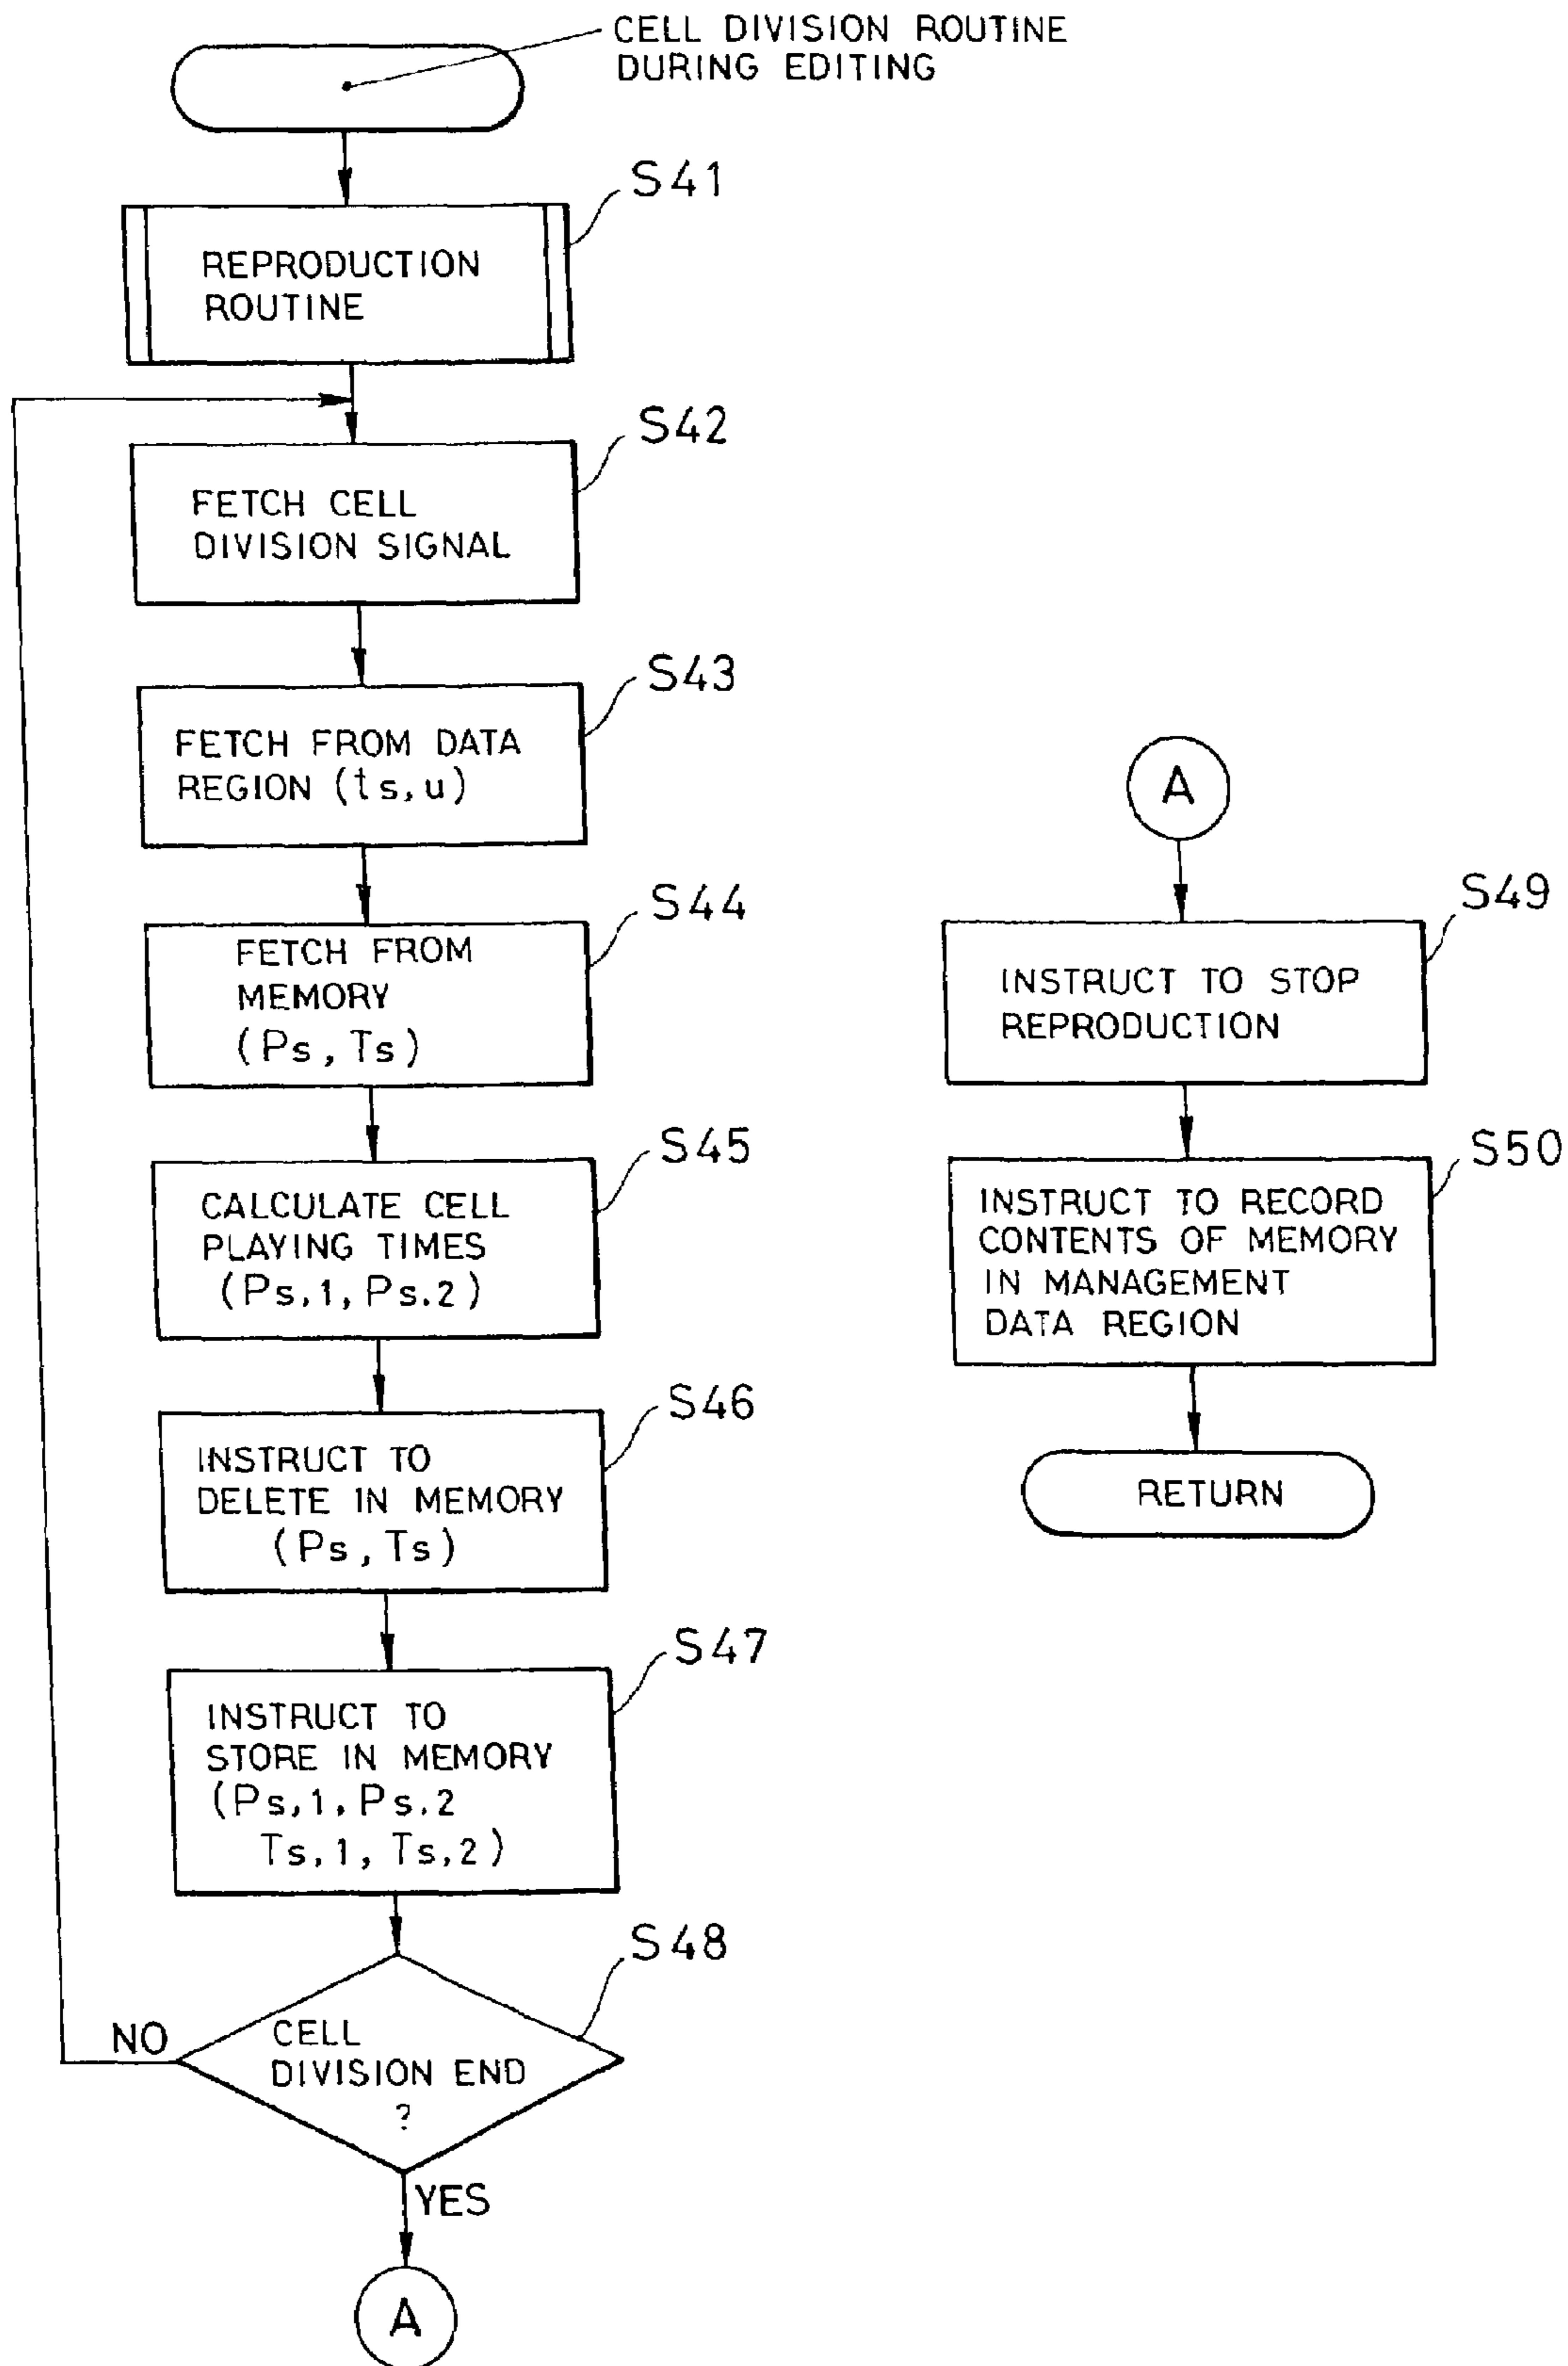 CELL DIVISION ROUTINE
DURING EDITING
S41
REPRODUCTION
ROUTINE
S42
FETCH CELL
DIVISION SIGNAL
S43
FETCH FROM DATA
REGION (ts,u)
S44
FETCH FROM
MEMORY
(Ps, Ts)
S45
CALCULATE CELL
PLAYING TIMES
(Ps.1, Ps.2)
S46
INSTRUCT TO
DELETE IN MEMORY
(Ps, Ts)
S47
INSTRUCT TO
STORE IN MEMORY
(Ps,1, Ps.2
Ts,1, Ts,2)
S48
NO
CELL
DIVISION END
?
YES
A
A
S49
INSTRUCT TO STOP
REPRODUCTION
S50
INSTRUCT TO RECORD
CONTENTS OF MEMORY
IN MANAGEMENT
DATA REGION
RETURN